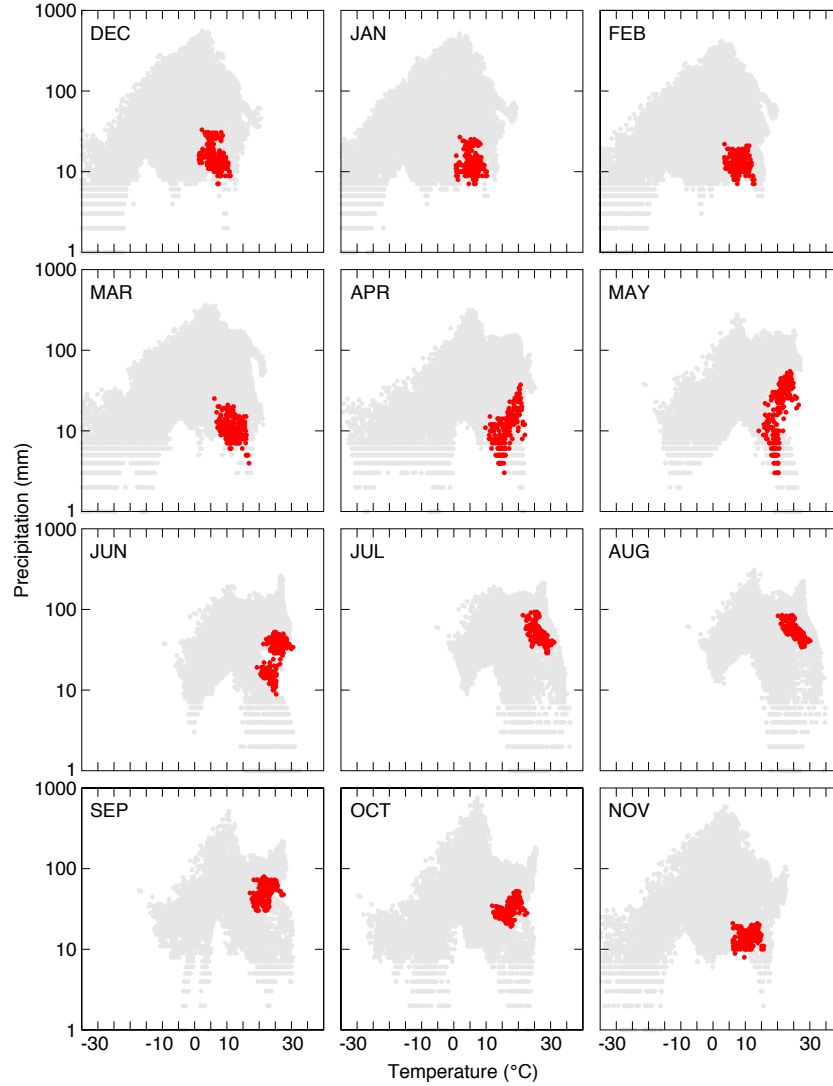 1000
DEC
JAN
FEB
100
10
1
1000
MAR
APR
MAY
100
10
1
Precipitation (mm)
1000
JUN
JUL
AUG
100
10
1
1000
SEP
OCT
NOV
100
10
1
-30 -10 0 10 30 -30 -10 0 10 30 -30 -10 0 10 30
Temperature (°C)